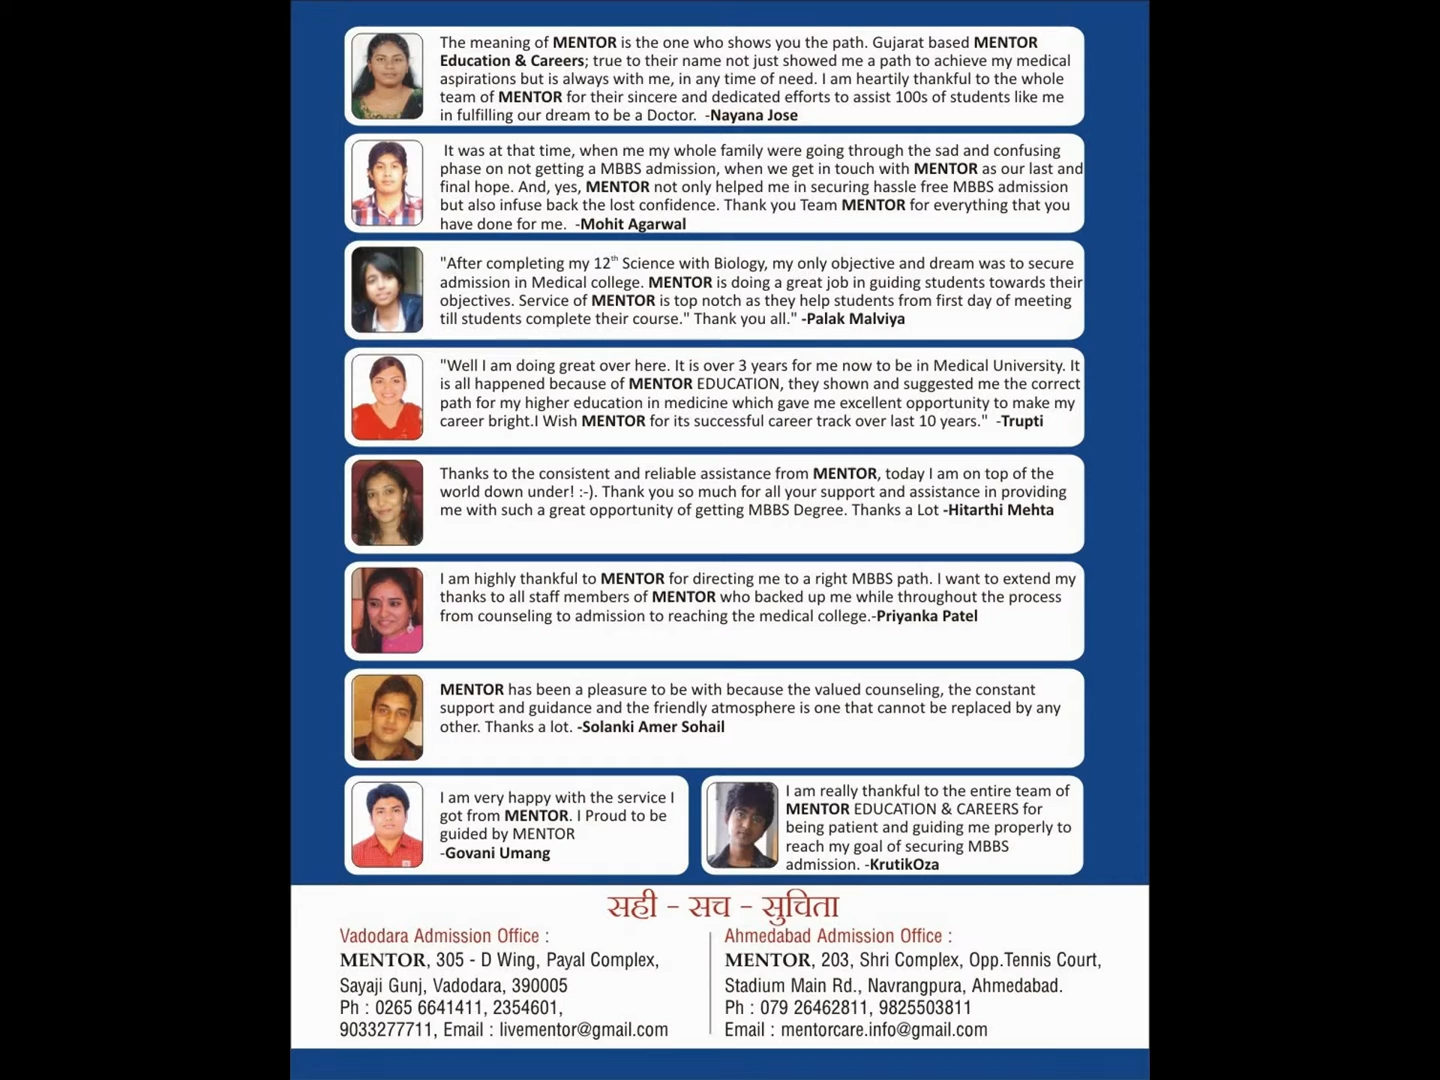 The meaning of MENTOR is the one who shows you the path. Gujarat based MENTOR
Education & Careers; true to their name not just showed me a path to achieve my medical
aspirations but is always with me, in any time of need. I am heartily thankful to the whole
team of MENTOR for their sincere and dedicated efforts to assist 100s of students like me
in fulfilling our dream to be a Doctor. -Nayana Jose
It was at that time, when me my whole family were going through the sad and confusing
phase on not getting a MBBS admission, when we get in touch with MENTOR as our last and
final hope. And, yes, MENTOR not only helped me in securing hassle free MBBS admission
but also infuse back the lost confidence. Thank you Team MENTOR for everything that you
have done for me. -Mohit Agarwal
"After completing my 12th Science with Biology, my only objective and dream was to secure
admission in Medical college. MENTOR is doing a great job in guiding students towards their
objectives. Service of MENTOR is top notch as they help students from first day of meeting
till students complete their course." Thank you all." -Palak Malviya
"Well I am doing great over here. It is over 3 years for me now to be in Medical University. It
is all happened because of MENTOR EDUCATION, they shown and suggested me the correct
path for my higher education in medicine which gave me excellent opportunity to make my
career bright.I Wish MENTOR for its successful career track over last 10 years." -Trupti
Thanks to the consistent and reliable assistance from MENTOR, today I am on top of the
world down under! :-). Thank you so much for all your support and assistance in providing
me with such a great opportunity of getting MBBS Degree. Thanks a Lot -Hitarthi Mehta
I am highly thankful to MENTOR for directing me to a right MBBS path. I want to extend my
thanks to all staff members of MENTOR who backed up me while throughout the process
from counseling to admission to reaching the medical college.-Priyanka Patel
MENTOR has been a pleasure to be with because the valued counseling, the constant
support and guidance and the friendly atmosphere is one that cannot be replaced by any
other. Thanks a lot. -Solanki Amer Sohail
I am very happy with the service I
got from MENTOR. I Proud to be
guided by MENTOR
-Govani Umang
I am really thankful to the entire team of
MENTOR EDUCATION & CAREERS for
being patient and guiding me properly to
reach my goal of securing MBBS
admission. -KrutikOza
सही - सच - सुचिता
Vadodara Admission Office :
MENTOR, 305 - D Wing, Payal Complex,
Sayaji Gunj, Vadodara, 390005
Ph : 0265 6641411, 2354601,
9033277711, Email : livementor@gmail.com
Ahmedabad Admission Office :
MENTOR, 203, Shri Complex, Opp.Tennis Court,
Stadium Main Rd., Navrangpura, Ahmedabad.
Ph : 079 26462811, 9825503811
Email : mentorcare.info@gmail.com